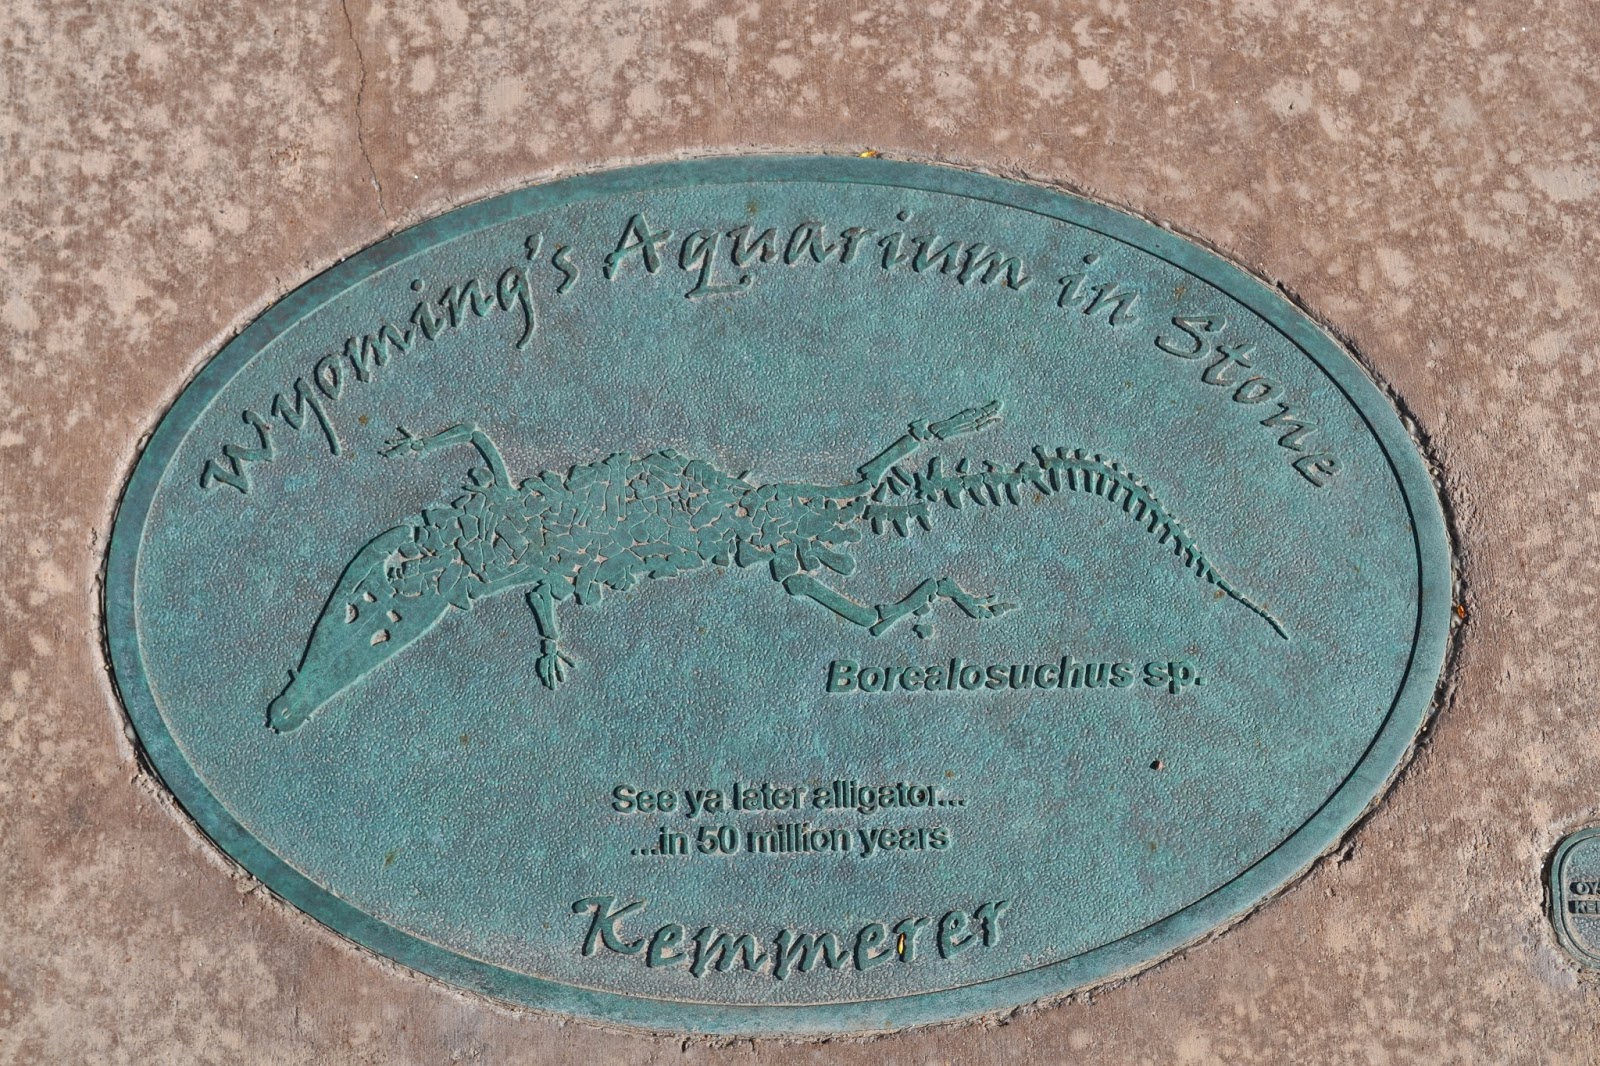 Wyoming's Aquarium in Stone
Borealosuchus sp.
See ya later alligator...
...in 50 million years
Kemmerer